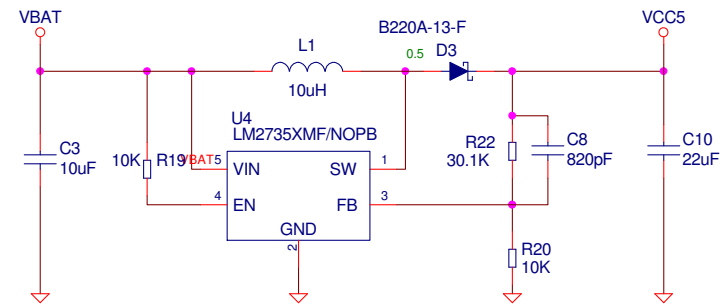 VBAT
VCC5
B220A-13-F
L1
0.5
D3
10uH
U4
LM2735XMF/NOPB
C3
10uF
10K
R19
VBAT
5
VIN
SW
1
4
EN
FB
3
GND
2
R22
30.1K
C8
820pF
C10
22uF
R20
10K